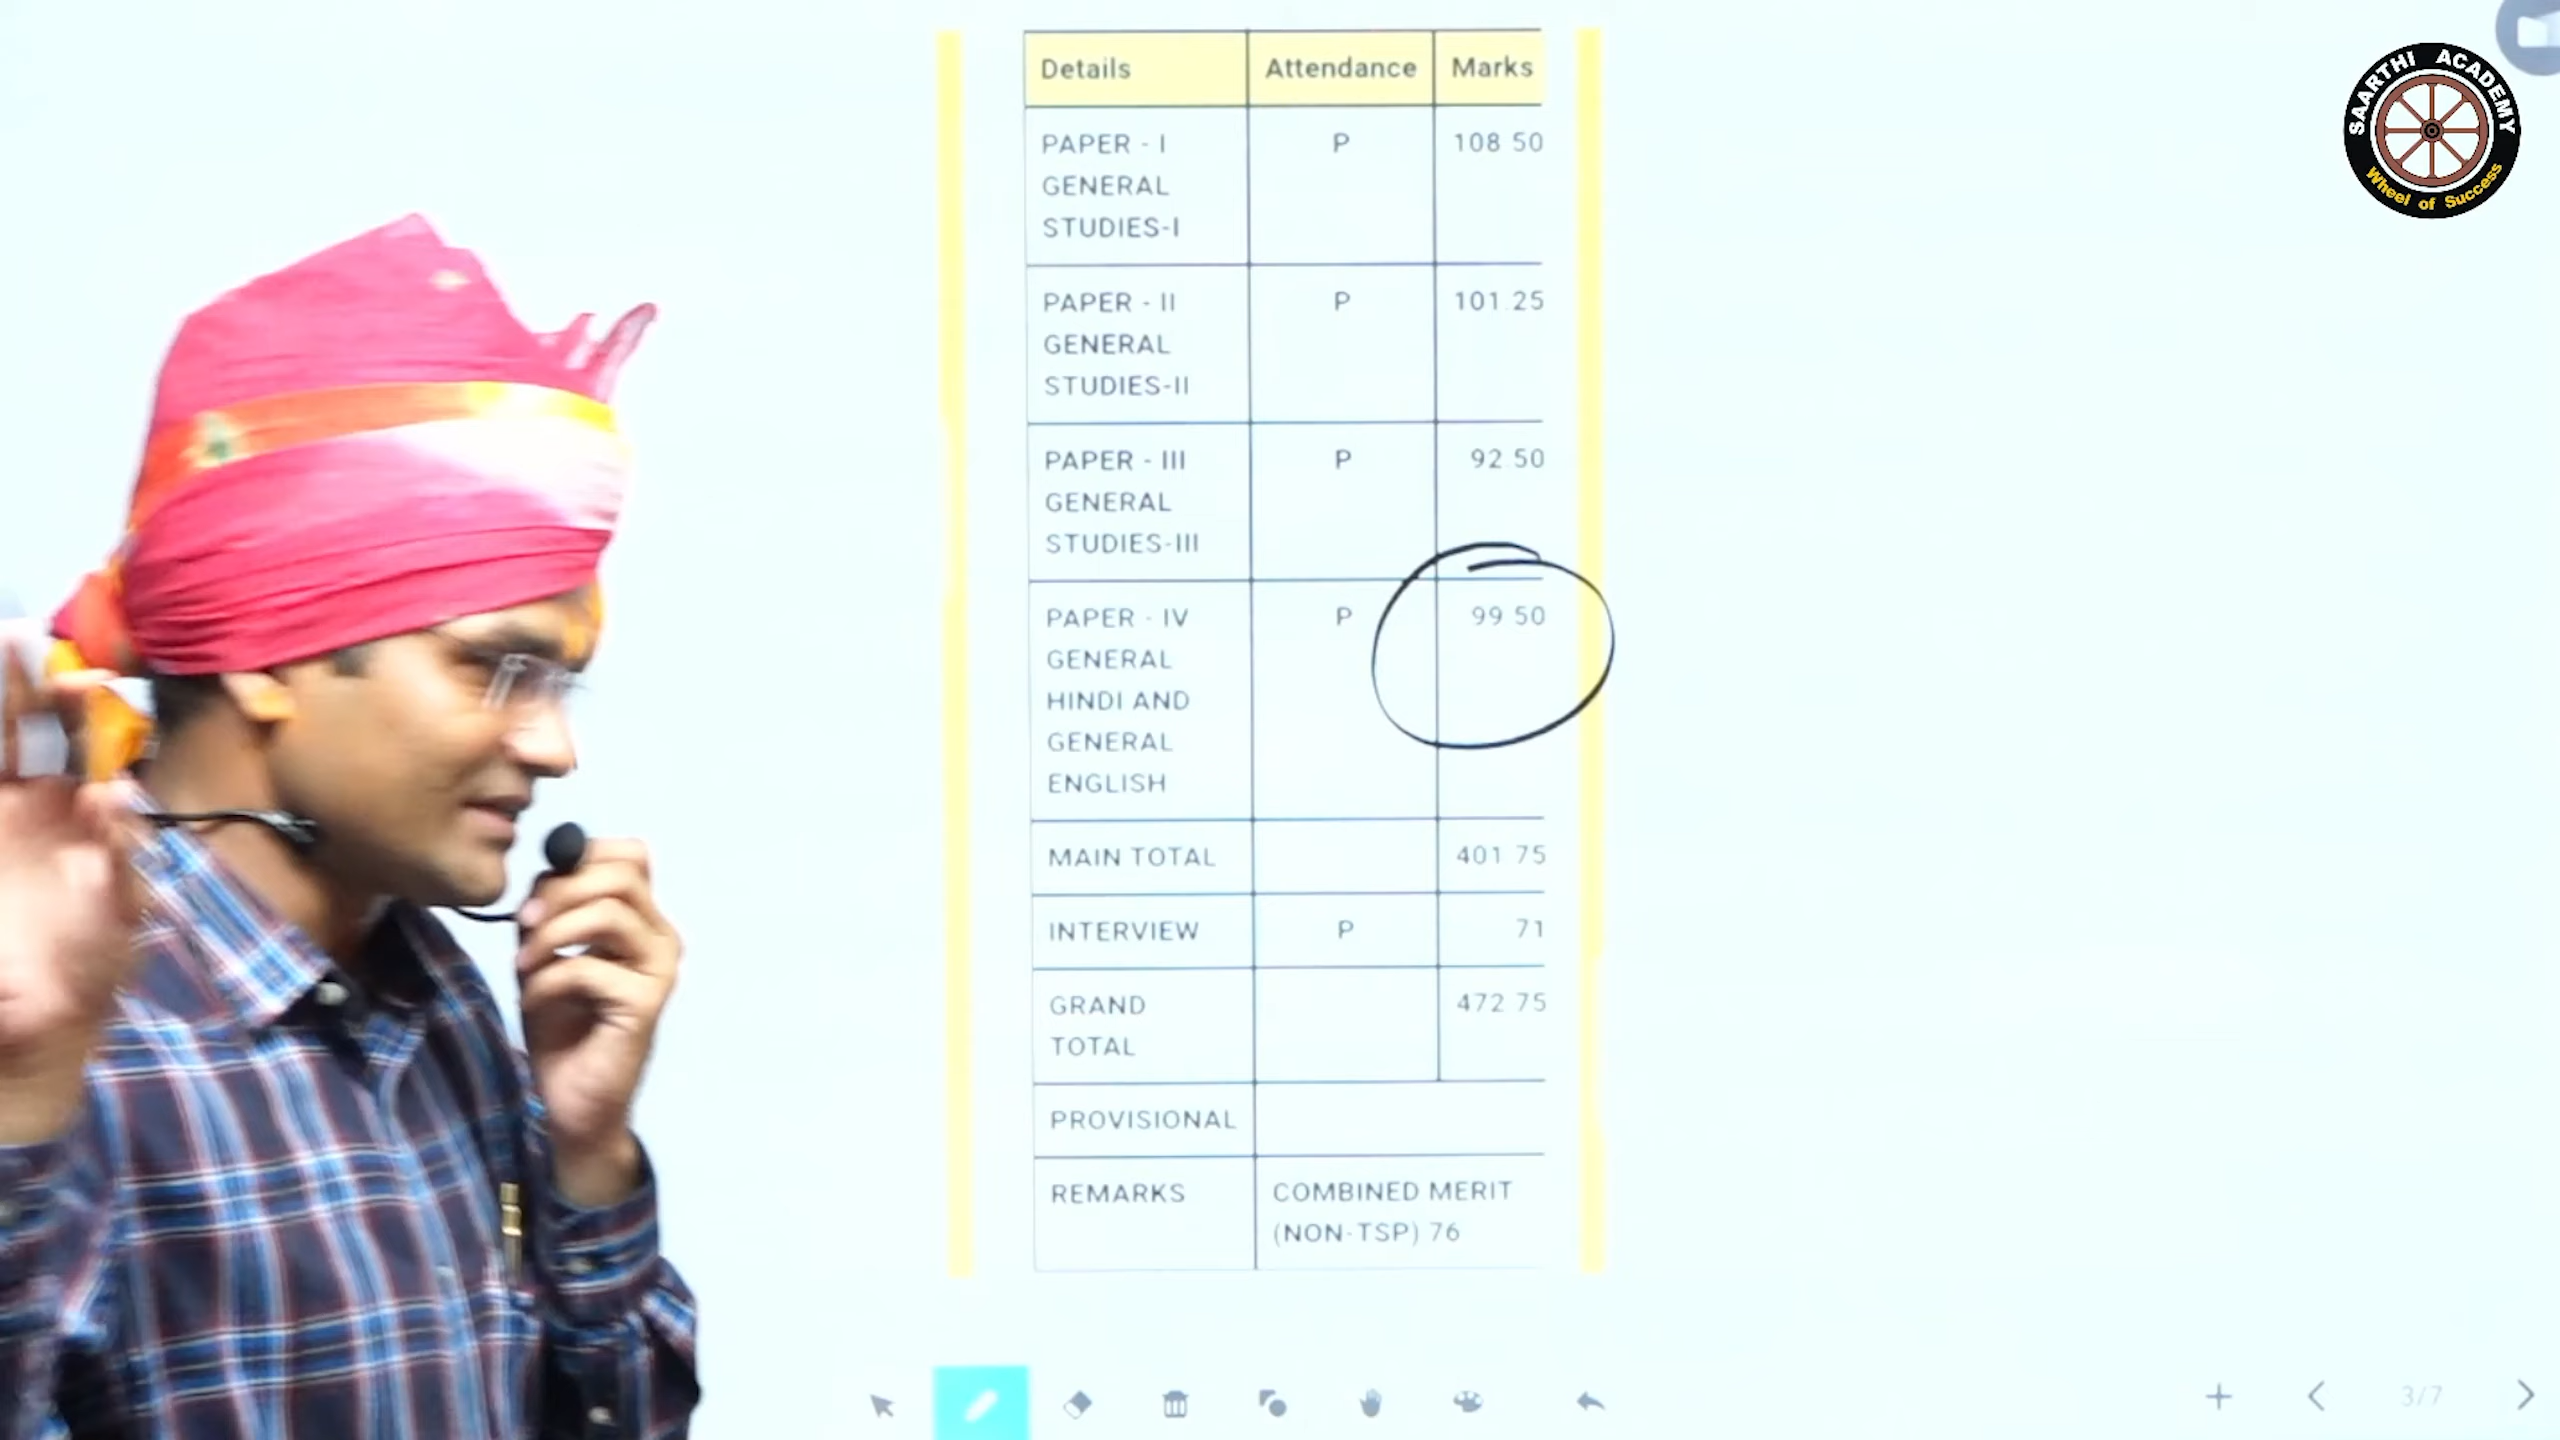 Details Attendance Marks
PAPER - I P 108 50
GENERAL
STUDIES-I
PAPER - II P 101.25
GENERAL
STUDIES-II
PAPER - III P 92.50
GENERAL
STUDIES-III
PAPER - IV P 99 50
GENERAL
HINDI AND
GENERAL
ENGLISH
MAIN TOTAL 401 75
INTERVIEW P 71
GRAND 472 75
TOTAL
PROVISIONAL
REMARKS COMBINED MERIT
(NON-TSP) 76
SAARTHI ACADEMY
Wheel of Success
3/7